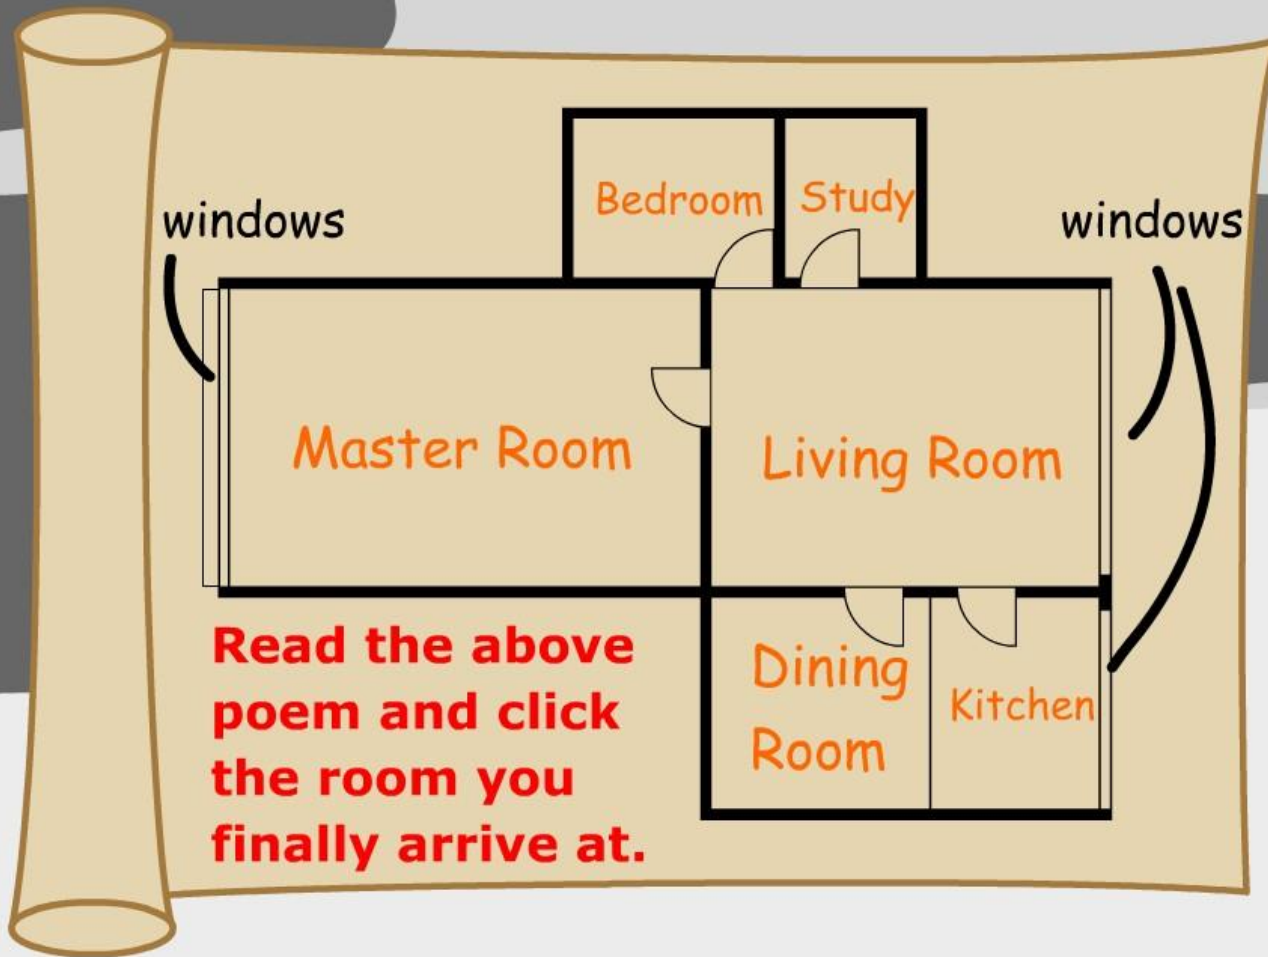 Bedroom
Study
windows
windows
Master Room
Living Room
Read the above
poem and click
the room you
finally arrive at.
Dining
Room
Kitchen